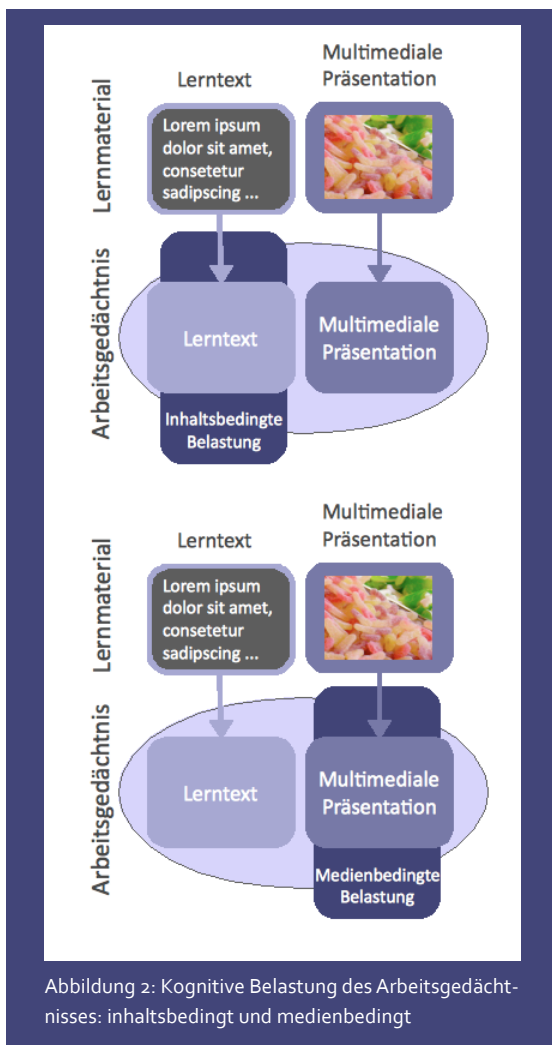 Lerntext
Multimediale
Präsentation
Lernmaterial
Lorem ipsum
dolor sit amet,
consetetur
sadipscing ...
Arbeitsgedächtnis
Lerntext
Multimediale
Präsentation
Inhaltsbedingte
Belastung
Lerntext
Multimediale
Präsentation
Lernmaterial
Lorem ipsum
dolor sit amet,
consetetur
sadipscing ...
Arbeitsgedächtnis
Lerntext
Multimediale
Präsentation
Medienbedingte
Belastung
Abbildung 2: Kognitive Belastung des Arbeitsgedächt-
nisses: inhaltsbedingt und medienbedingt